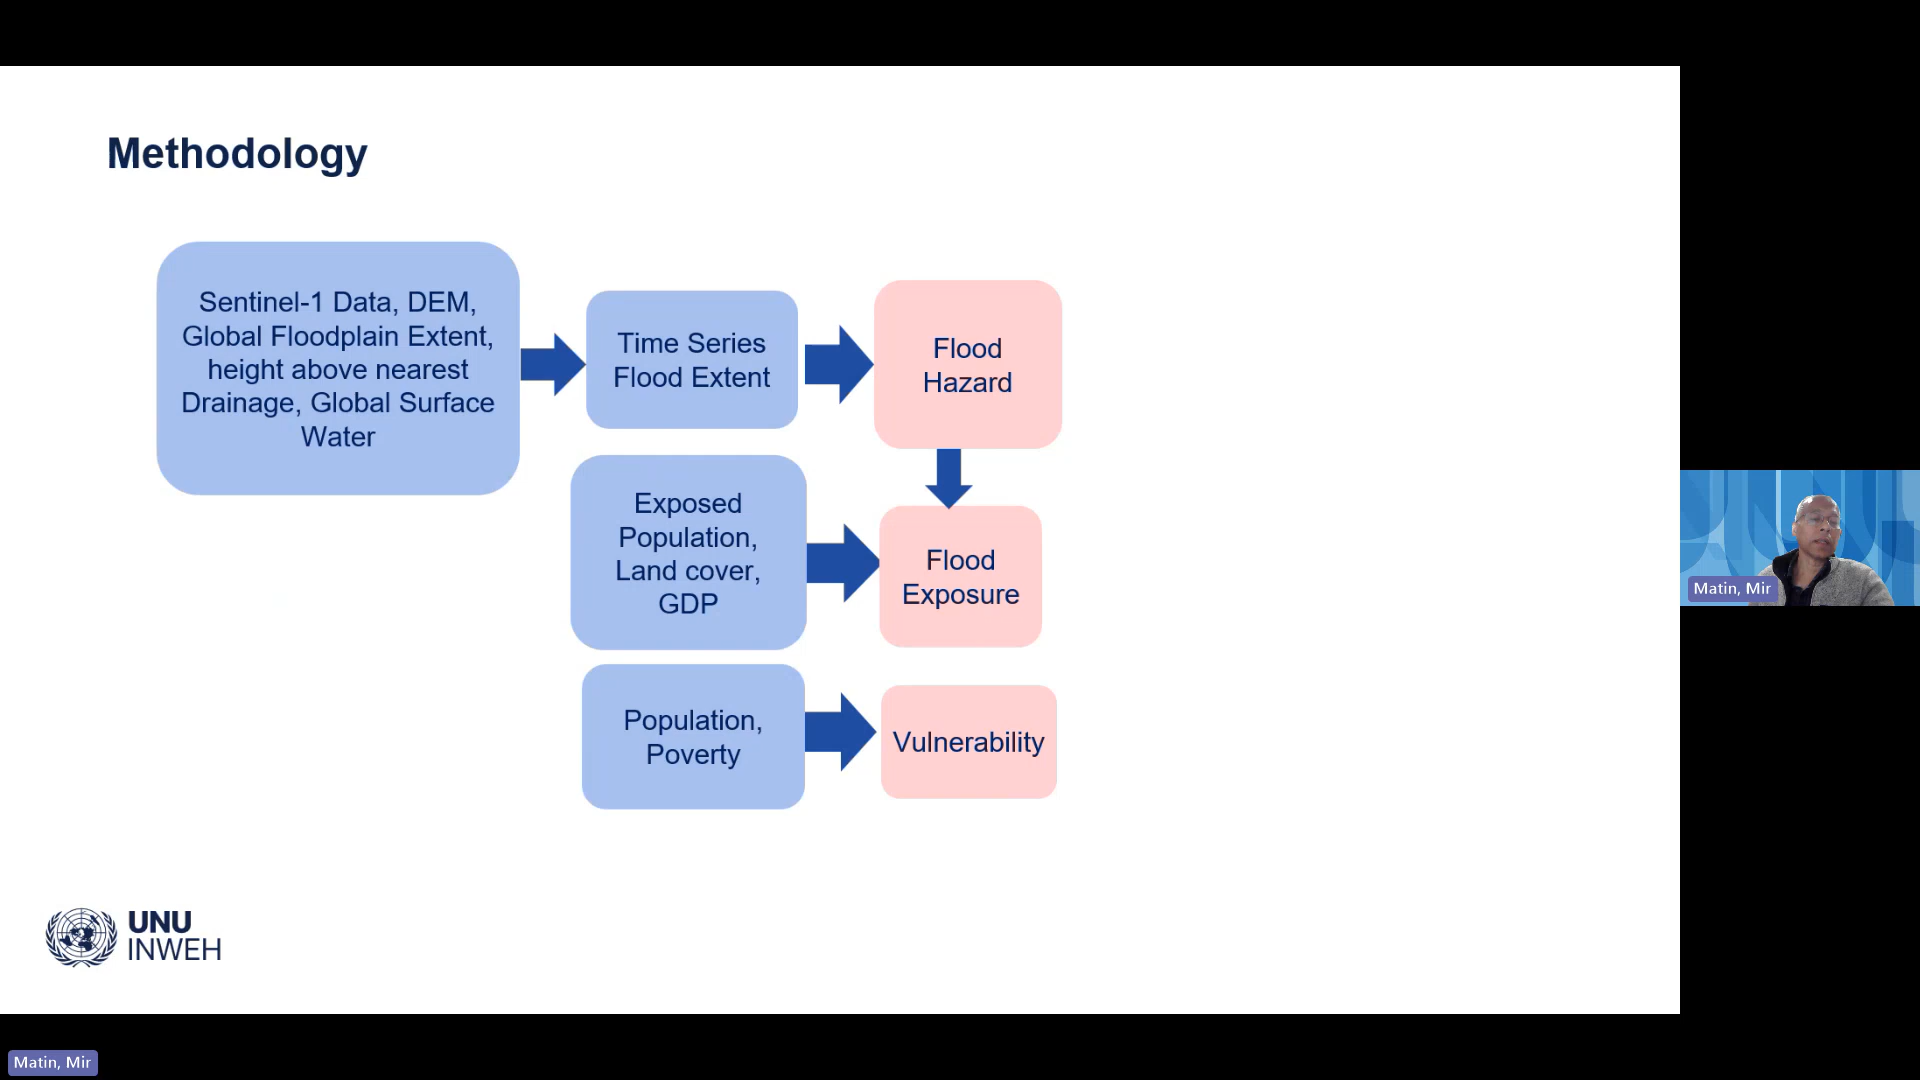 Methodology
Sentinel-1 Data, DEM,
Global Floodplain Extent,
height above nearest
Drainage, Global Surface
Water
Time Series
Flood Extent
Flood
Hazard
Exposed
Population,
Land cover,
GDP
Flood
Exposure
Population,
Poverty
Vulnerability
UNU
INWEH
Matin, Mir
Matin, Mir